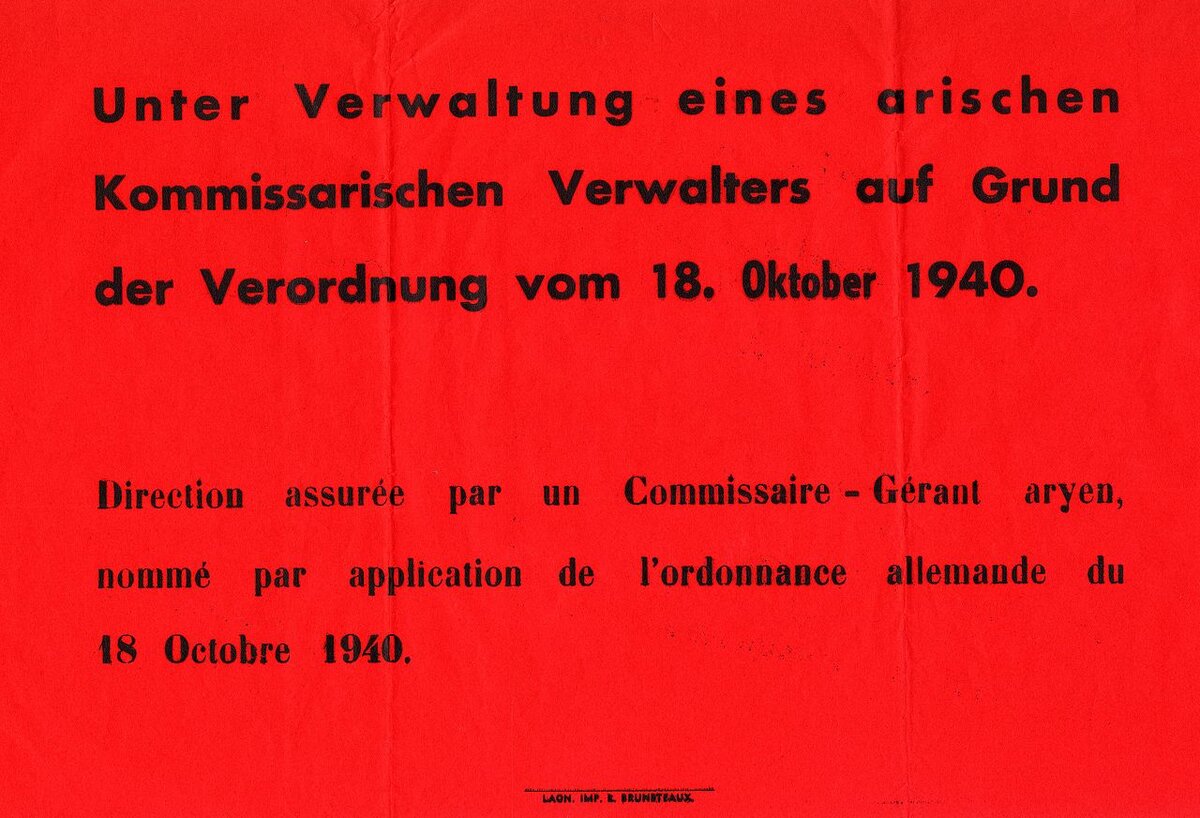 Unter Verwaltung eines arischen
Kommissarischen Verwalters auf Grund
der Verordnung vom 18. Oktober 1940.
Direction assurée par un Commissaire - Gérant aryen,
nommé par application de l'ordonnance allemande du
18 Octobre 1940.
LAON. IMP. E. BRUNETEAUX.